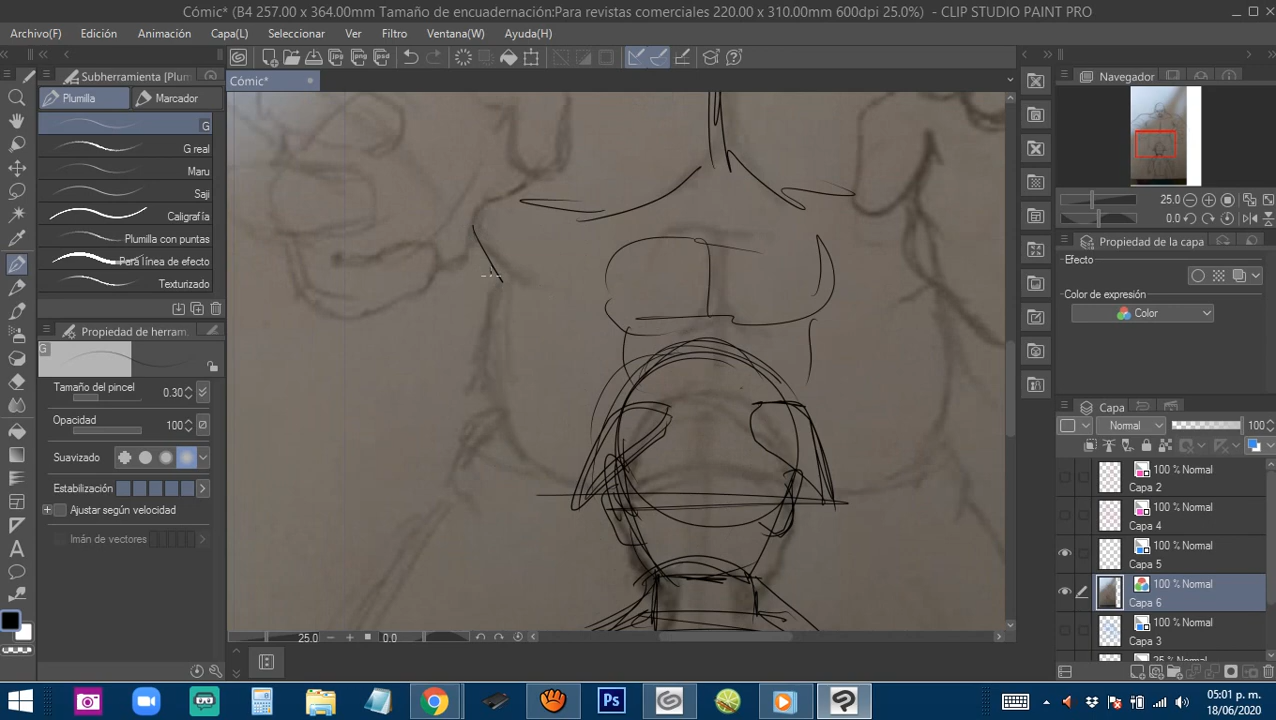 Cómic* (B4 257.00 x 364.00mm Tamaño de encuadernación:Para revistas comerciales 220.00 x 310.00mm 600dpi 25.0%) - CLIP STUDIO PAINT PRO
Archivo(F) Edición Animación Capa(L) Seleccionar Ver Filtro Ventana(W) Ayuda(H)
Subherramienta [Plum
Cómic*
Navegador
Plumilla Marcador
G
G real
Maru
Saji
Caligrafía
Plumilla con puntas
Para línea de efecto
Texturizado
25.0
0.0
Propiedad de la capa
Efecto
Color de expresión
Color
Propiedad de herram
G
Tamaño del pincel 0.30
Opacidad 100
Suavizado
Estabilización
Ajustar según velocidad
Imán de vectores
Capa
Normal 100
100 % Normal
Capa 2
100 % Normal
Capa 4
100 % Normal
Capa 5
100 % Normal
Capa 6
100 % Normal
Capa 3
25 % Normal
25.0 0.0
Ps
05:01 p. m.
18/06/2020